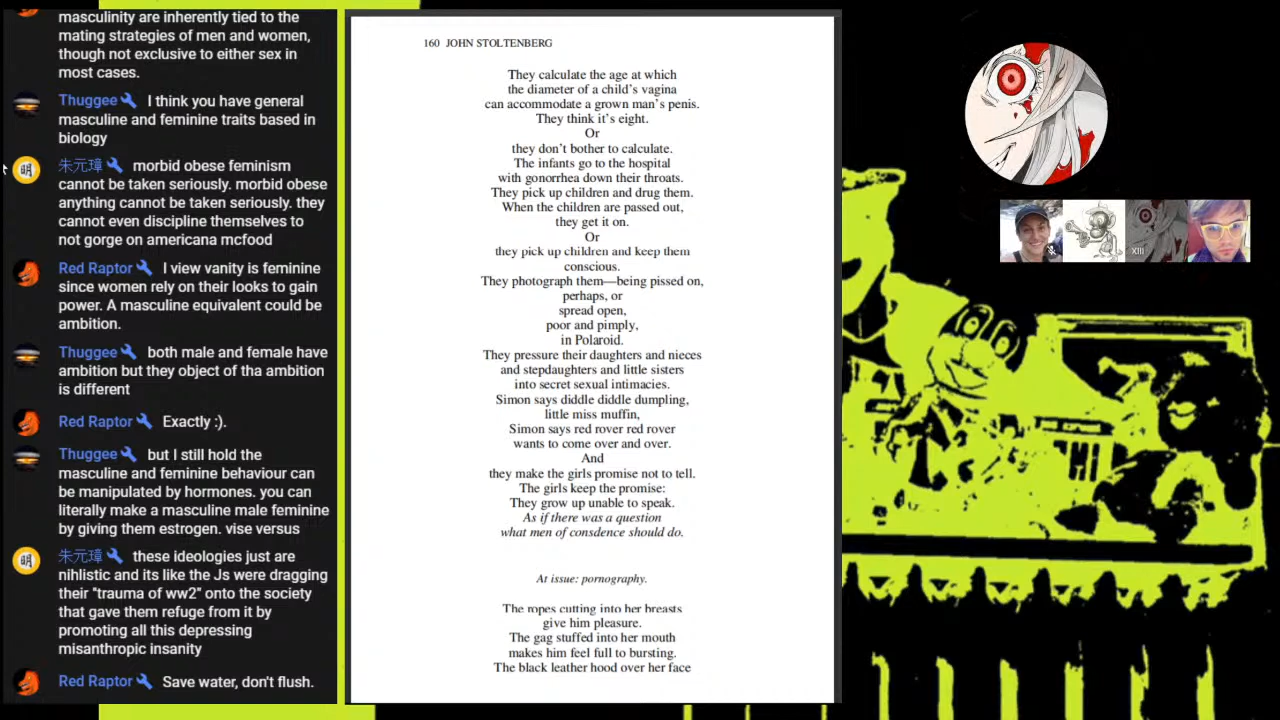 masculinity are inherently tied to the
mating strategies of men and women,
though not exclusive to either sex in
most cases.
Thuggee I think you have general
masculine and feminine traits based in
biology
朱元璋 morbid obese feminism
cannot be taken seriously. morbid obese
anything cannot be taken seriously. they
cannot even discipline themselves to
not gorge on americana mcfood
Red Raptor I view vanity is feminine
since women rely on their looks to gain
power. A masculine equivalent could be
ambition.
Thuggee both male and female have
ambition but they object of tha ambition
is different
Red Raptor Exactly :).
Thuggee but I still hold the
masculine and feminine behaviour can
be manipulated by hormones. you can
literally make a masculine male feminine
by giving them estrogen. vise versus
朱元璋 these ideologies just are
nihlistic and its like the Js were dragging
their "trauma of ww2" onto the society
that gave them refuge from it by
promoting all this depressing
misanthropic insanity
Red Raptor Save water, don't flush.
160 JOHN STOLTENBERG
They calculate the age at which
the diameter of a child's vagina
can accommodate a grown man's penis.
They think it's eight.
Or
they don't bother to calculate.
The infants go to the hospital
with gonorrhea down their throats.
They pick up children and drug them.
When the children are passed out,
they get it on.
Or
they pick up children and keep them
conscious.
They photograph them—being pissed on,
perhaps, or
spread open,
poor and pimply,
in Polaroid.
They pressure their daughters and nieces
and stepdaughters and little sisters
into secret sexual intimacies.
Simon says diddle diddle dumpling,
little miss muffin,
Simon says red rover red rover
wants to come over and over.
And
they make the girls promise not to tell.
The girls keep the promise:
They grow up unable to speak.
As if there was a question
what men of consdence should do.
At issue: pornography.
The ropes cutting into her breasts
give him pleasure.
The gag stuffed into her mouth
makes him feel full to bursting.
The black leather hood over her face
XIII